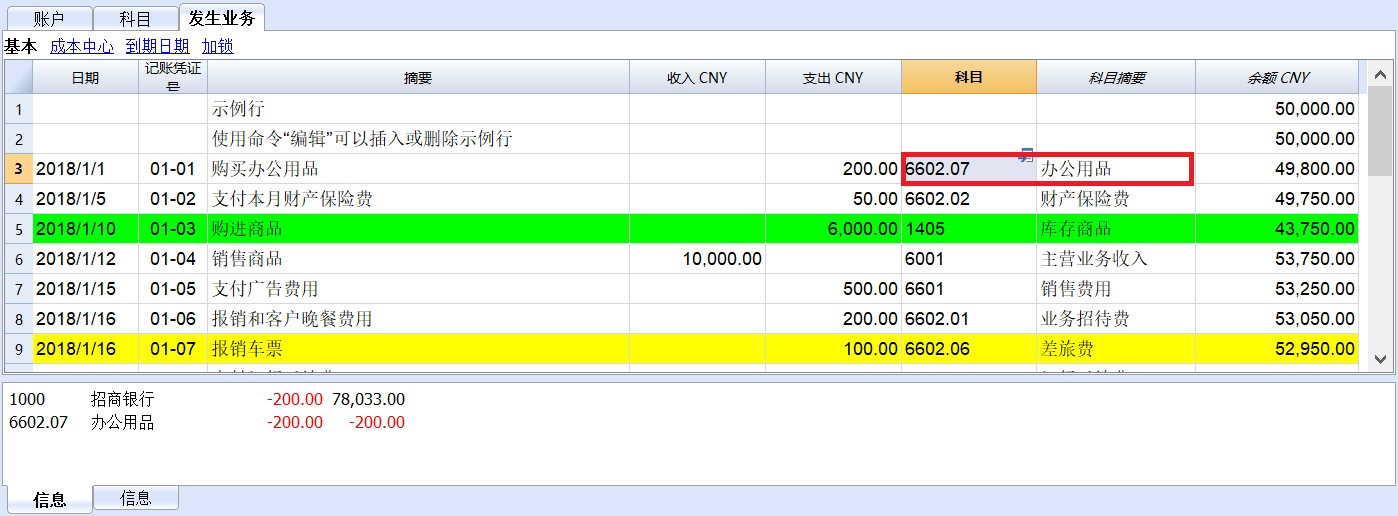 账户 科目 发生业务
基本 成本中心 到期日期 加锁
日期 记账凭证号 摘要 收入 CNY 支出 CNY 科目 科目摘要 余额 CNY
1 示例行 50,000.00
2 使用命令“编辑”可以插入或删除示例行 50,000.00
3 2018/1/1 01-01 购买办公用品 200.00 6602.07 办公用品 49,800.00
4 2018/1/5 01-02 支付本月财产保险费 50.00 6602.02 财产保险费 49,750.00
5 2018/1/10 01-03 购进商品 6,000.00 1405 库存商品 43,750.00
6 2018/1/12 01-04 销售商品 10,000.00 6001 主营业务收入 53,750.00
7 2018/1/15 01-05 支付广告费用 500.00 6601 销售费用 53,250.00
8 2018/1/16 01-06 报销和客户晚餐费用 200.00 6602.01 业务招待费 53,050.00
9 2018/1/16 01-07 报销车票 100.00 6602.06 差旅费 52,950.00
1000 招商银行 -200.00 78,033.00
6602.07 办公用品 -200.00 -200.00
信息 信息